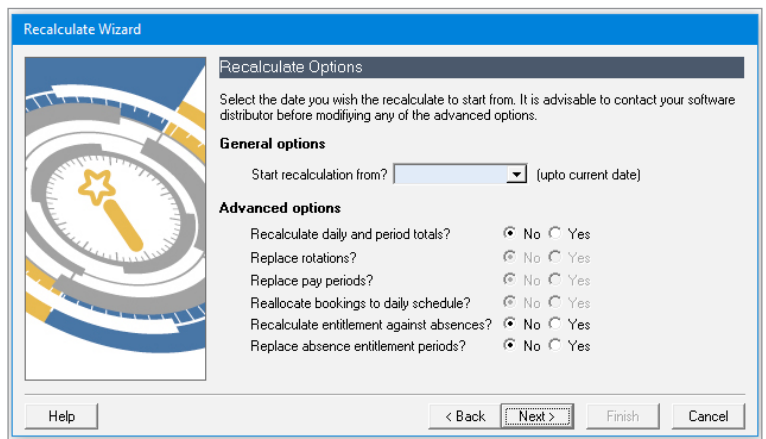 Recalculate Wizard
Recalculate Options
Select the date you wish the recalculate to start from. It is advisable to contact your software
distributor before modifiying any of the advanced options.
General options
Start recalculation from? (upto current date)
Advanced options
Recalculate daily and period totals? No Yes
Replace rotations? No Yes
Replace pay periods? No Yes
Reallocate bookings to daily schedule? No Yes
Recalculate entitlement against absences? No Yes
Replace absence entitlement periods? No Yes
Help < Back Next > Finish Cancel